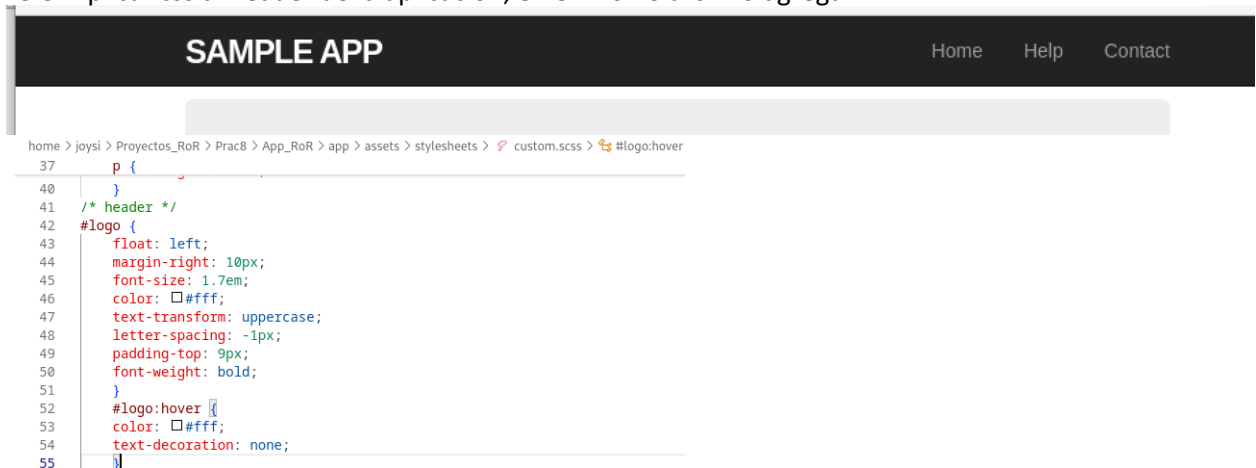 SAMPLE APP
Home Help Contact
home > joysi > Proyectos_RoR > Prac8 > App_RoR > app > assets > stylesheets > custom.scss > #logo:hover
37 p {
40 }
41 /* header */
42 #logo {
43 float: left;
44 margin-right: 10px;
45 font-size: 1.7em;
46 color: #fff;
47 text-transform: uppercase;
48 letter-spacing: -1px;
49 padding-top: 9px;
50 font-weight: bold;
51 }
52 #logo:hover {
53 color: #fff;
54 text-decoration: none;
55 }